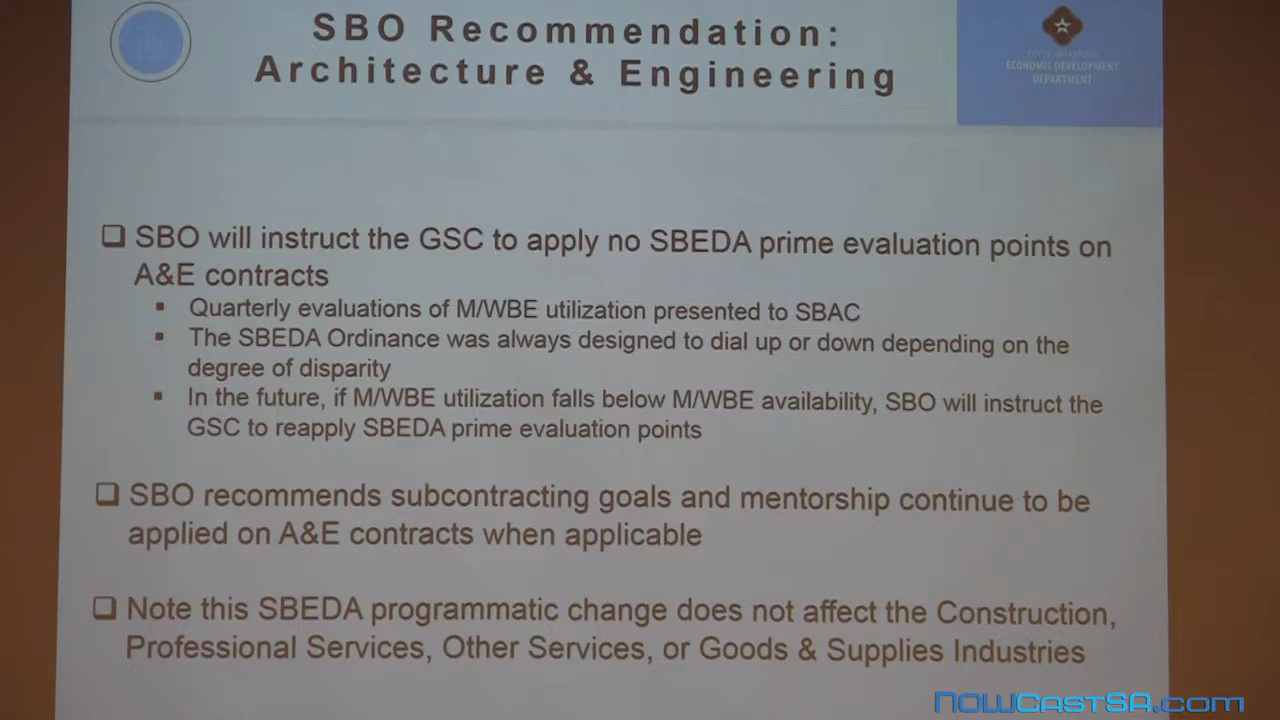 SBO Recommendation:
Architecture & Engineering
CITY OF SAN ANTONIO
ECONOMIC DEVELOPMENT
DEPARTMENT
❑ SBO will instruct the GSC to apply no SBEDA prime evaluation points on
A&E contracts
▪ Quarterly evaluations of M/WBE utilization presented to SBAC
▪ The SBEDA Ordinance was always designed to dial up or down depending on the
degree of disparity
▪ In the future, if M/WBE utilization falls below M/WBE availability, SBO will instruct the
GSC to reapply SBEDA prime evaluation points
❑ SBO recommends subcontracting goals and mentorship continue to be
applied on A&E contracts when applicable
❑ Note this SBEDA programmatic change does not affect the Construction,
Professional Services, Other Services, or Goods & Supplies Industries
NOWCASTSA.COM